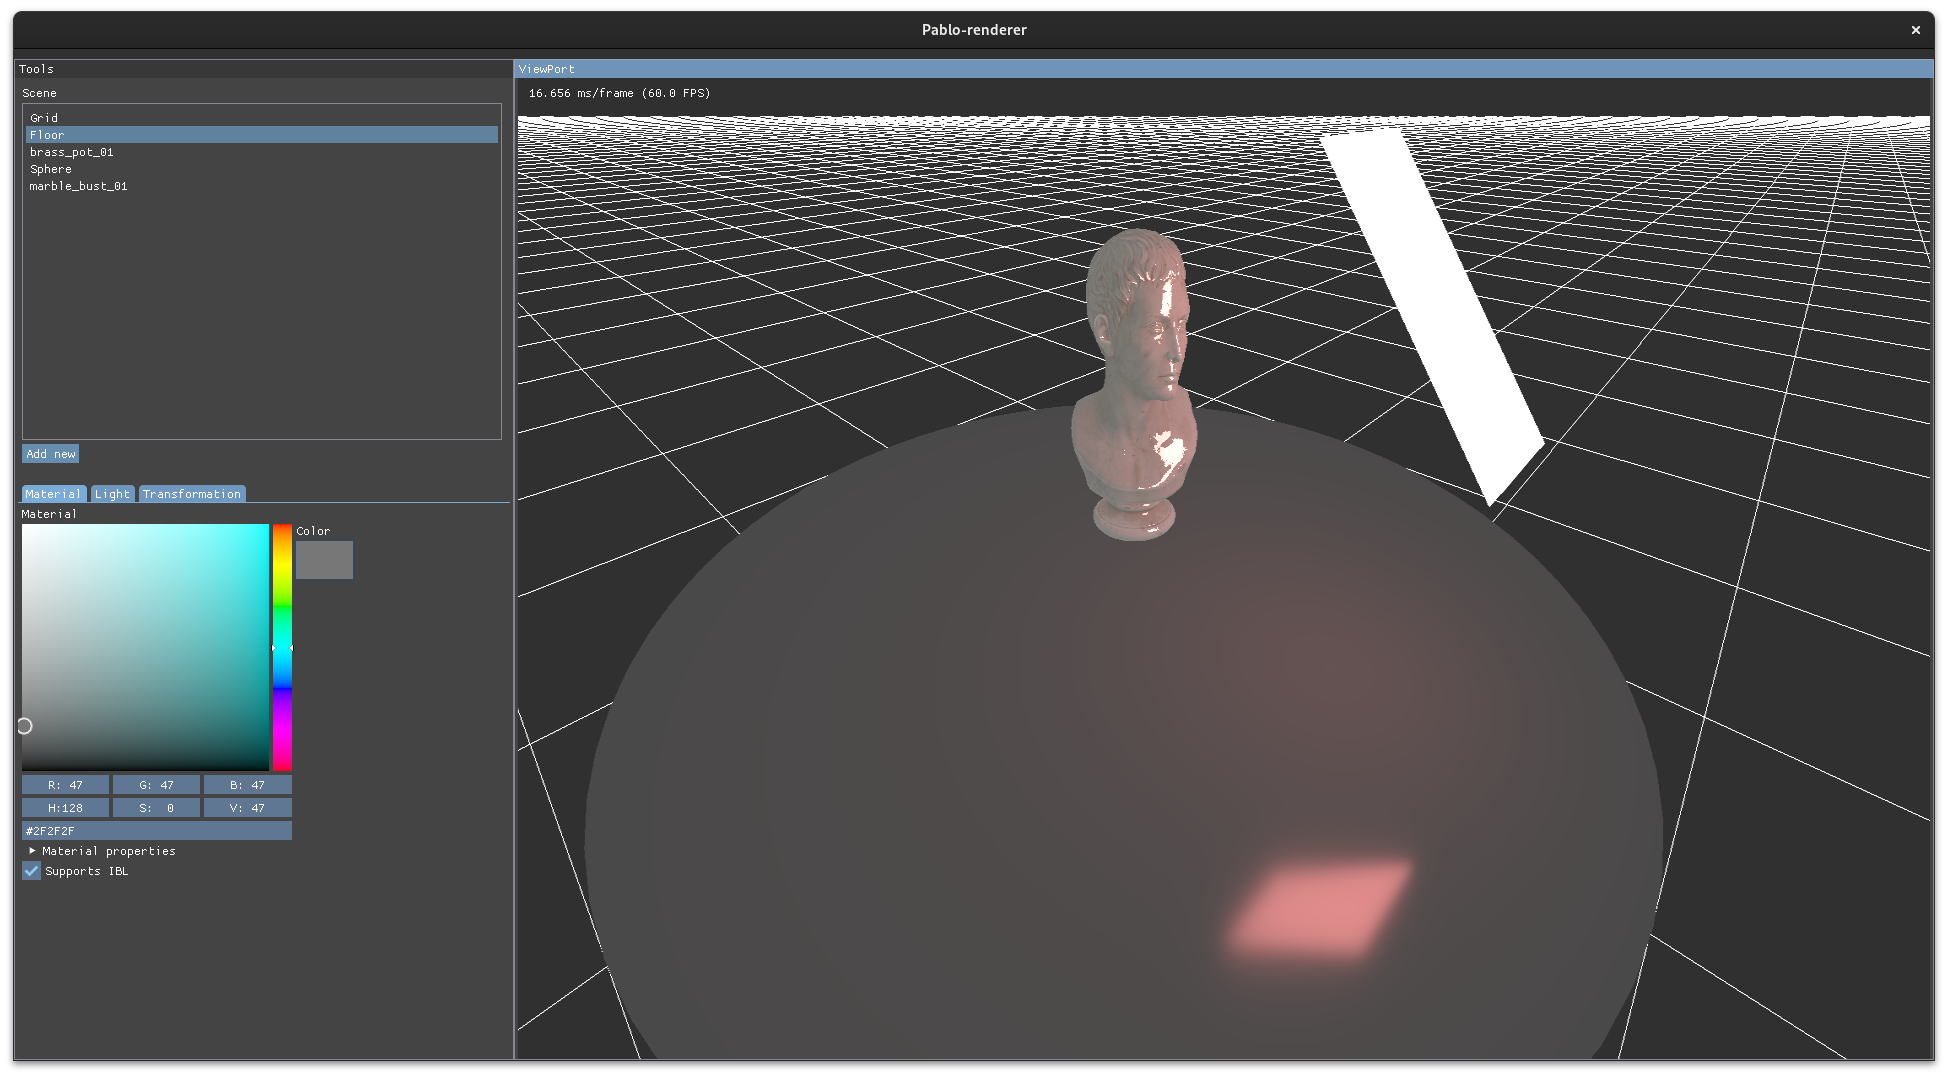 Pablo-renderer
Tools
Scene
Grid
Floor
brass_pot_01
Sphere
marble_bust_01
Add new
Material Light Transformation
Material
Color
R: 47 G: 47 B: 47
H:128 S: 0 V: 47
#2F2F2F
Material properties
Supports IBL
ViewPort
16.656 ms/frame (60.0 FPS)